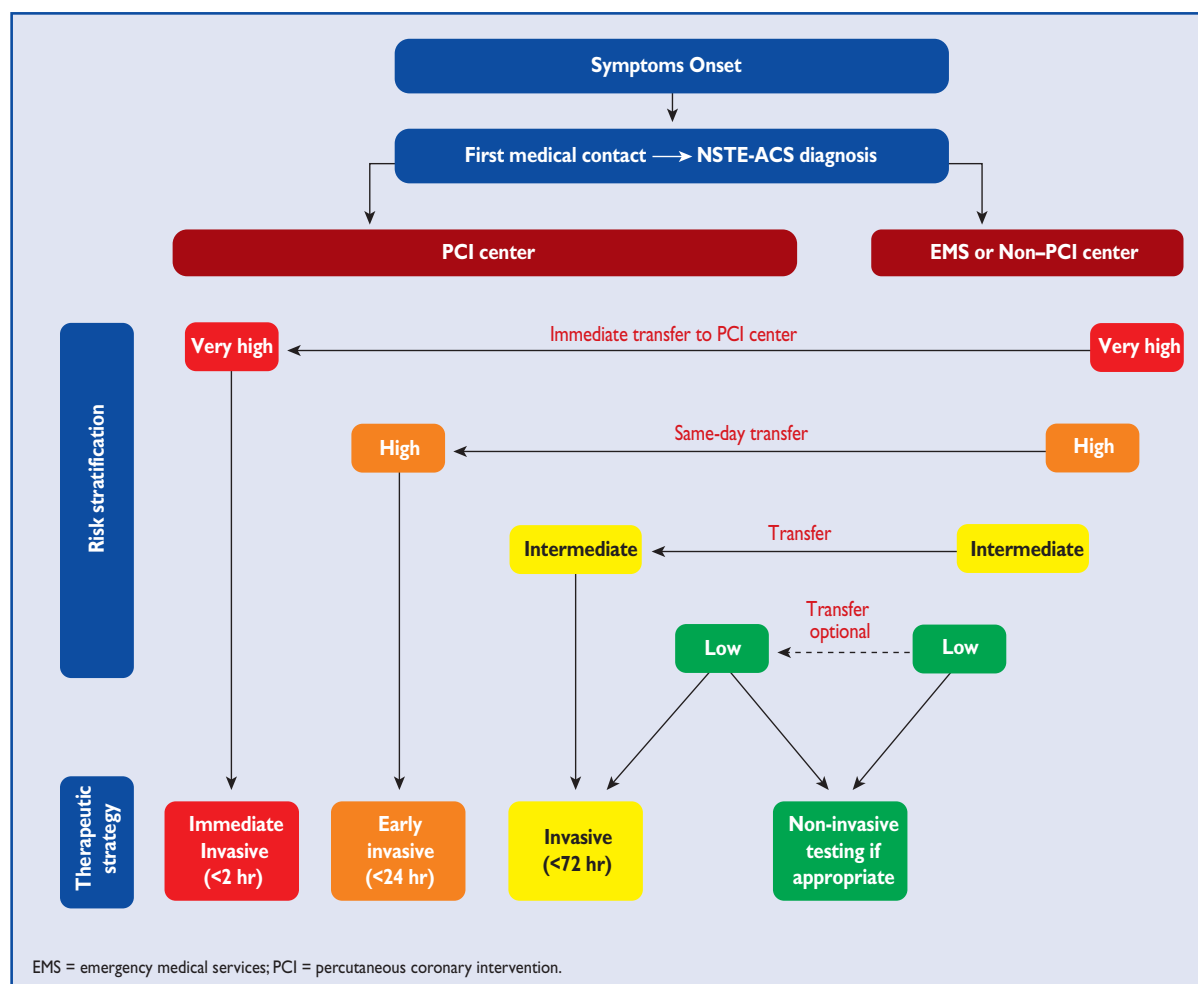 Symptoms Onset
First medical contact → NSTE-ACS diagnosis
PCI center
EMS or Non–PCI center
Risk stratification
Very high
Immediate transfer to PCI center
Very high
High
Same-day transfer
High
Intermediate
Transfer
Intermediate
Low
Transfer
optional
Low
Therapeutic
strategy
Immediate
Invasive
(<2 hr)
Early
invasive
(<24 hr)
Invasive
(<72 hr)
Non-invasive
testing if
appropriate
EMS = emergency medical services; PCI = percutaneous coronary intervention.